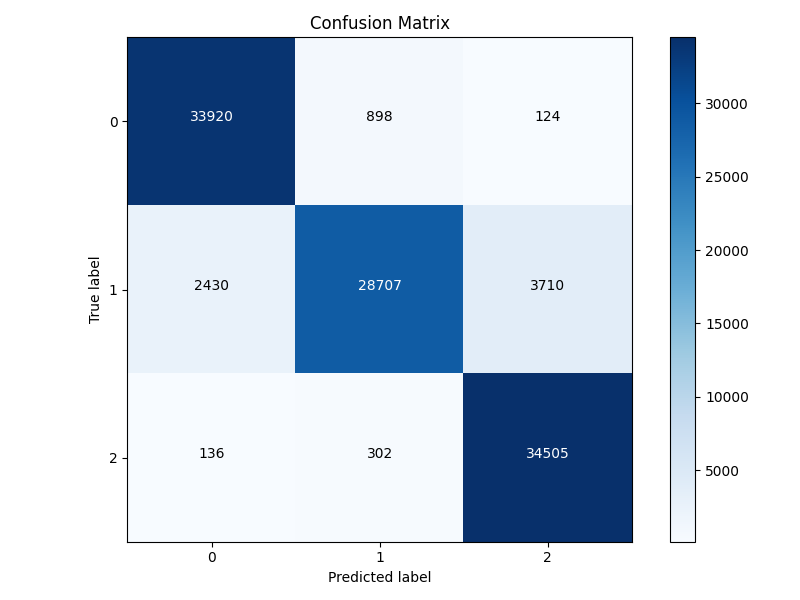 Confusion Matrix
True label
0
33920 898 124
1
2430 28707 3710
2
136 302 34505
0 1 2
Predicted label
30000
25000
20000
15000
10000
5000